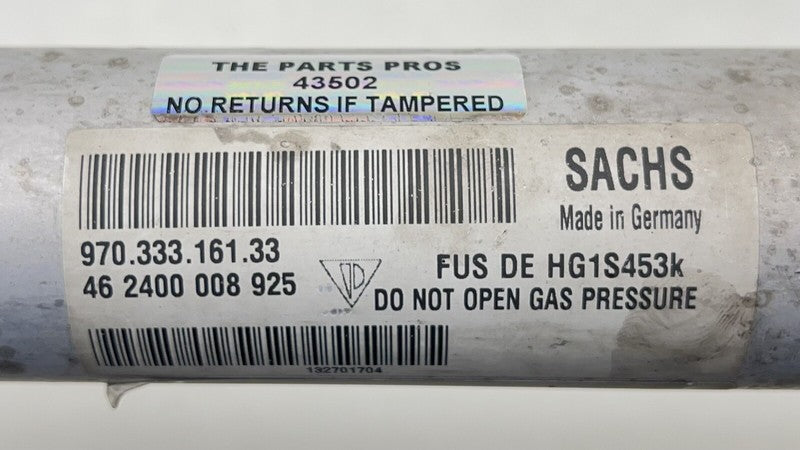 THE PARTS PROS
43502
NO RETURNS IF TAMPERED
SACHS
Made in Germany
970.333.161.33
46 2400 008 925
FUS DE HG1S453k
DO NOT OPEN GAS PRESSURE
132701704